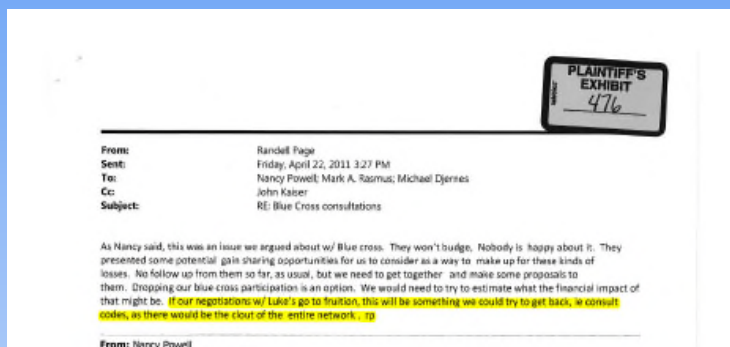 PLAINTIFF'S
EXHIBIT
476
From: Randell Page
Sent: Friday, April 22, 2011 3:27 PM
To: Nancy Powell; Mark A. Rasmus; Michael Djernes
Cc: John Kaiser
Subject: RE: Blue Cross consultations
As Nancy said, this was an issue we argued about w/ Blue cross. They won't budge. Nobody is happy about it. They
presented some potential gain sharing opportunities for us to consider as a way to make up for these kinds of
losses. No follow up from them so far, as usual, but we need to get together and make some proposals to
them. Dropping our blue cross participation is an option. We would need to try to estimate what the financial impact of
that might be. If our negotiations w/ Luke's go to fruition, this will be something we could try to get back, ie consult
codes, as there would be the clout of the entire network . rp
From: Nancy Powell